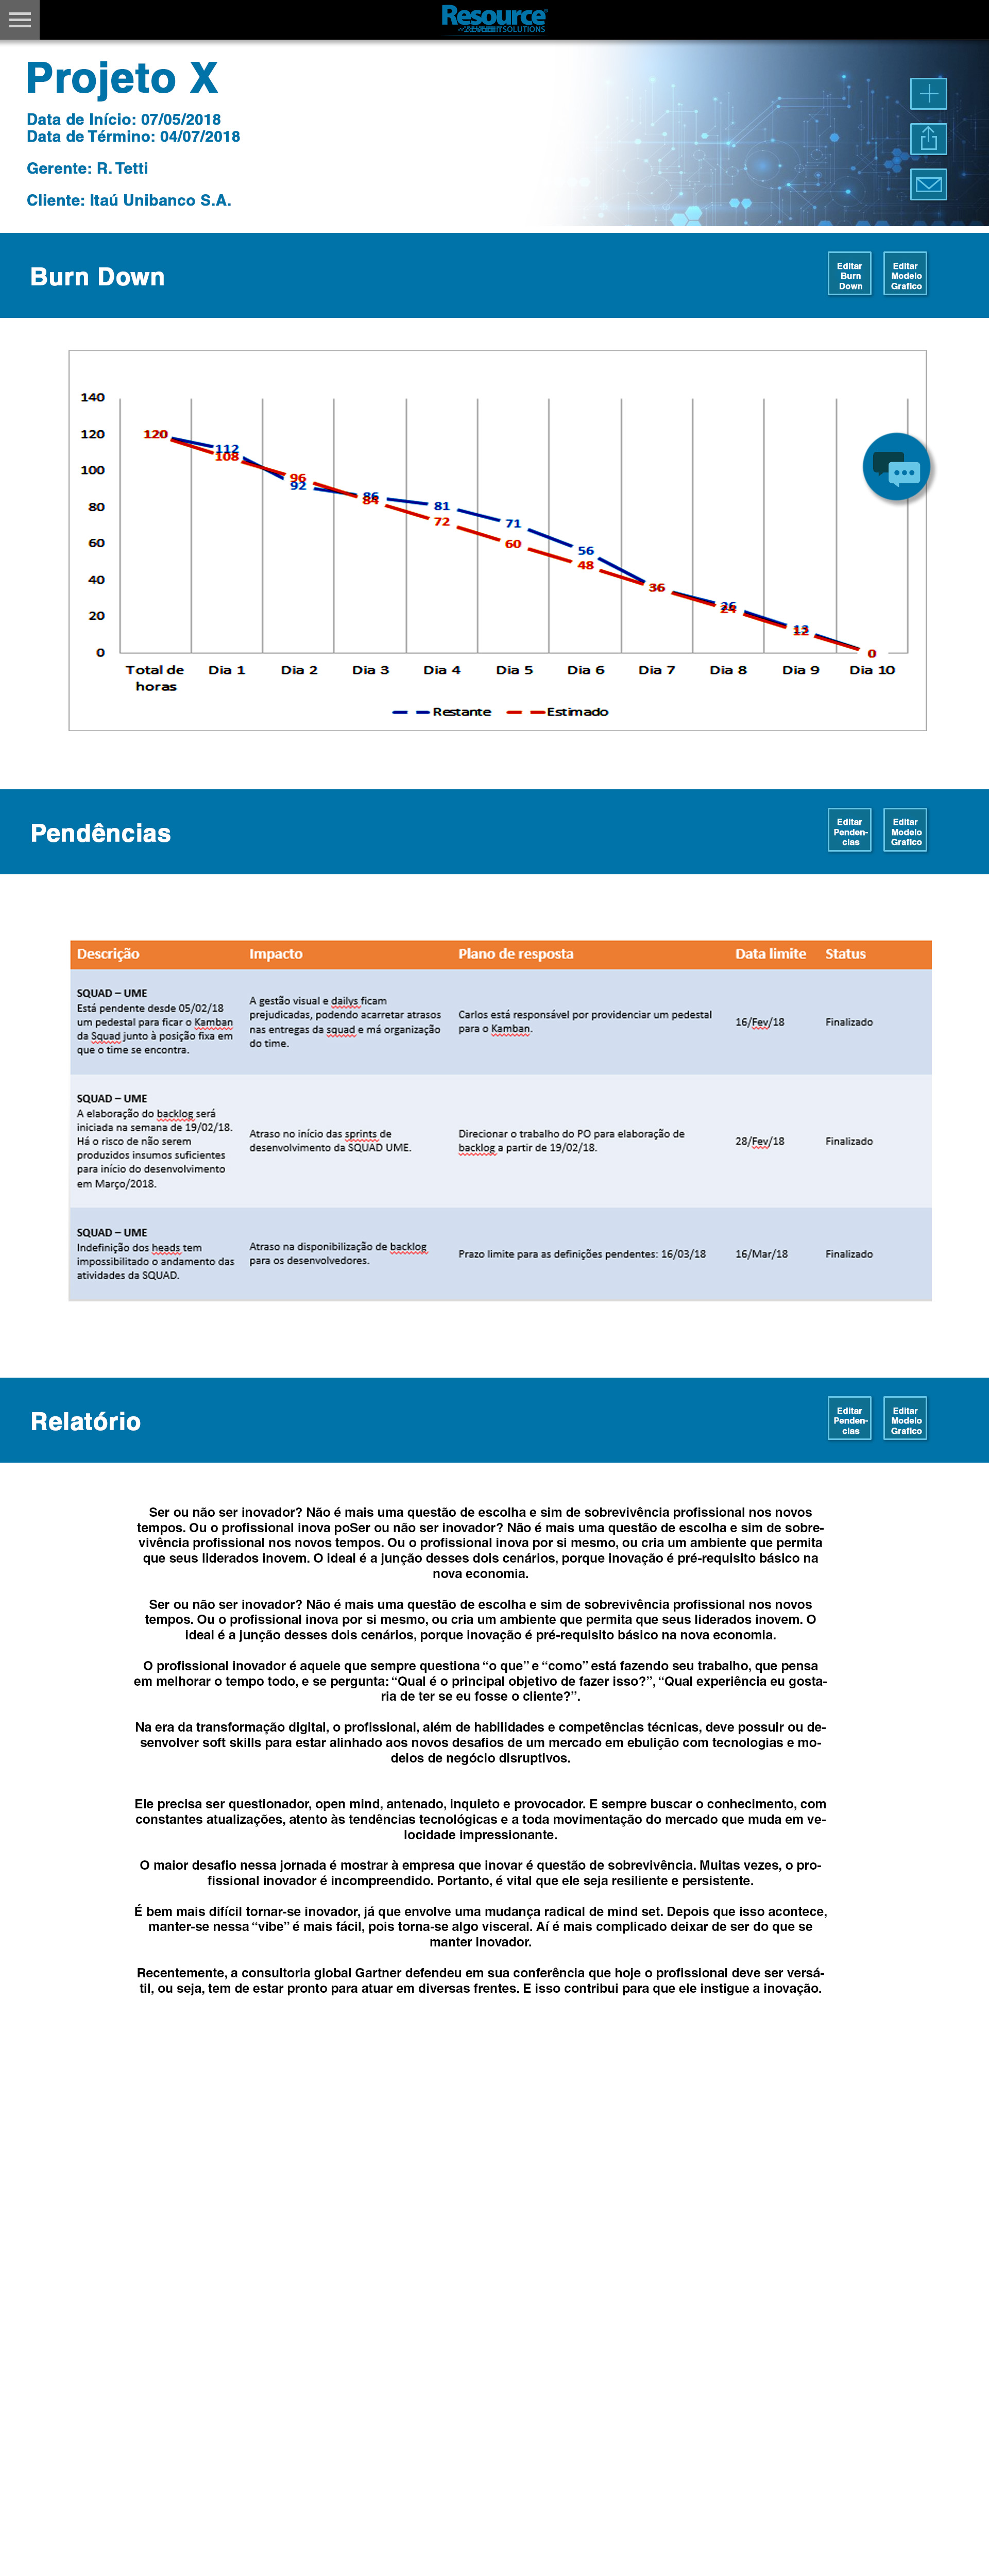 Resource
IT SOLUTIONS
Projeto X
Data de Início: 07/05/2018
Data de Término: 04/07/2018
Gerente: R. Tetti
Cliente: Itaú Unibanco S.A.
Burn Down
Editar
Burn
Down
Editar
Modelo
Grafico
140
120
100
80
60
40
20
0
120
112
108
96
92
86
84
81
72
71
60
56
48
36
26
24
13
12
0
Total de
horas
Dia 1
Dia 2
Dia 3
Dia 4
Dia 5
Dia 6
Dia 7
Dia 8
Dia 9
Dia 10
Restante
Estimado
Pendências
Editar
Penden-
cias
Editar
Modelo
Grafico
Descrição Impacto Plano de resposta Data limite Status
SQUAD – UME
Está pendente desde 05/02/18
um pedestal para ficar o Kamban
da Squad junto à posição fixa em
que o time se encontra.
A gestão visual e dailys ficam
prejudicadas, podendo acarretar atrasos
nas entregas da squad e má organização
do time.
Carlos está responsável por providenciar um pedestal
para o Kamban.
16/Fev/18
Finalizado
SQUAD – UME
A elaboração do backlog será
iniciada na semana de 19/02/18.
Há o risco de não serem
produzidos insumos suficientes
para início do desenvolvimento
em Março/2018.
Atraso no início das sprints de
desenvolvimento da SQUAD UME.
Direcionar o trabalho do PO para elaboração de
backlog a partir de 19/02/18.
28/Fev/18
Finalizado
SQUAD – UME
Indefinição dos heads tem
impossibilitado o andamento das
atividades da SQUAD.
Atraso na disponibilização de backlog
para os desenvolvedores.
Prazo limite para as definições pendentes: 16/03/18
16/Mar/18
Finalizado
Relatório
Editar
Penden-
cias
Editar
Modelo
Grafico
Ser ou não ser inovador? Não é mais uma questão de escolha e sim de sobrevivência profissional nos novos
tempos. Ou o profissional inova poSer ou não ser inovador? Não é mais uma questão de escolha e sim de sobre-
vivência profissional nos novos tempos. Ou o profissional inova por si mesmo, ou cria um ambiente que permita
que seus liderados inovem. O ideal é a junção desses dois cenários, porque inovação é pré-requisito básico na
nova economia.
Ser ou não ser inovador? Não é mais uma questão de escolha e sim de sobrevivência profissional nos novos
tempos. Ou o profissional inova por si mesmo, ou cria um ambiente que permita que seus liderados inovem. O
ideal é a junção desses dois cenários, porque inovação é pré-requisito básico na nova economia.
O profissional inovador é aquele que sempre questiona “o que” e “como” está fazendo seu trabalho, que pensa
em melhorar o tempo todo, e se pergunta: “Qual é o principal objetivo de fazer isso?”, “Qual experiência eu gosta-
ria de ter se eu fosse o cliente?”.
Na era da transformação digital, o profissional, além de habilidades e competências técnicas, deve possuir ou de-
senvolver soft skills para estar alinhado aos novos desafios de um mercado em ebulição com tecnologias e mo-
delos de negócio disruptivos.
Ele precisa ser questionador, open mind, antenado, inquieto e provocador. E sempre buscar o conhecimento, com
constantes atualizações, atento às tendências tecnológicas e a toda movimentação do mercado que muda em ve-
locidade impressionante.
O maior desafio nessa jornada é mostrar à empresa que inovar é questão de sobrevivência. Muitas vezes, o pro-
fissional inovador é incompreendido. Portanto, é vital que ele seja resiliente e persistente.
É bem mais difícil tornar-se inovador, já que envolve uma mudança radical de mind set. Depois que isso acontece,
manter-se nessa “vibe” é mais fácil, pois torna-se algo visceral. Aí é mais complicado deixar de ser do que se
manter inovador.
Recentemente, a consultoria global Gartner defendeu em sua conferência que hoje o profissional deve ser versá-
til, ou seja, tem de estar pronto para atuar em diversas frentes. E isso contribui para que ele instigue a inovação.